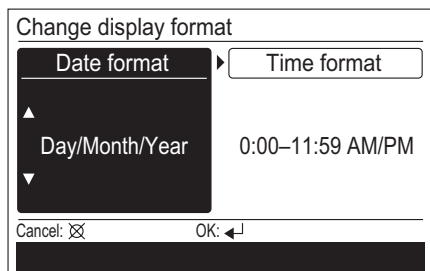 Change display format
Date format Time format
Day/Month/Year 0:00–11:59 AM/PM
Cancel: OK: